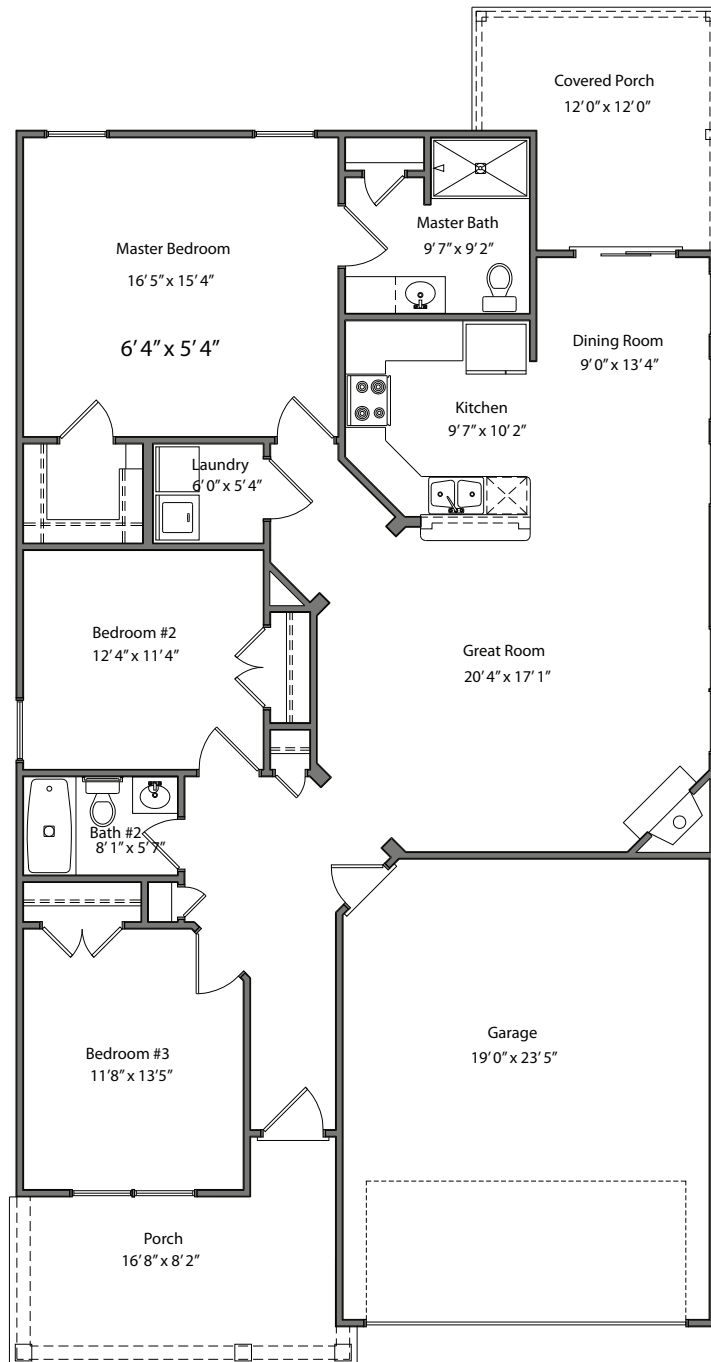 Covered Porch
12' 0" x 12' 0"
Master Bath
9' 7" x 9' 2"
Master Bedroom
16' 5" x 15' 4"
6' 4" x 5' 4"
Dining Room
9' 0" x 13' 4"
Kitchen
9' 7" x 10' 2"
Laundry
6' 0" x 5' 4"
Bedroom #2
12' 4" x 11' 4"
Great Room
20' 4" x 17' 1"
Bath #2
8' 1" x 5' 7"
Bedroom #3
11'8" x 13'5"
Garage
19' 0" x 23' 5"
Porch
16' 8" x 8' 2"